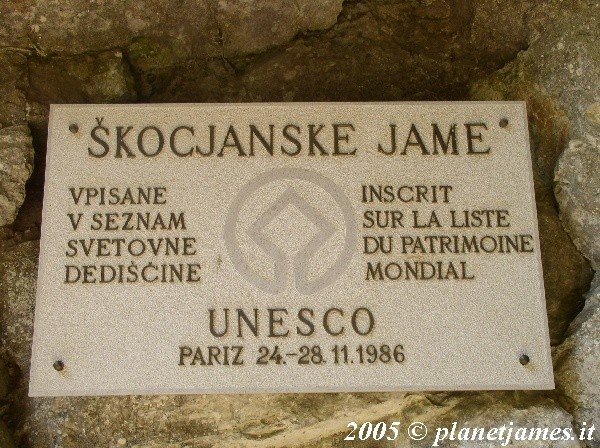 ŠKOCJANSKE JAME
VPISANE
V SEZNAM
SVETOVNE
DEDIŠČINE
INSCRIT
SUR LA LISTE
DU PATRIMOINE
MONDIAL
UNESCO
PARIZ 24.-28.11.1986
2005 © planetjames.it